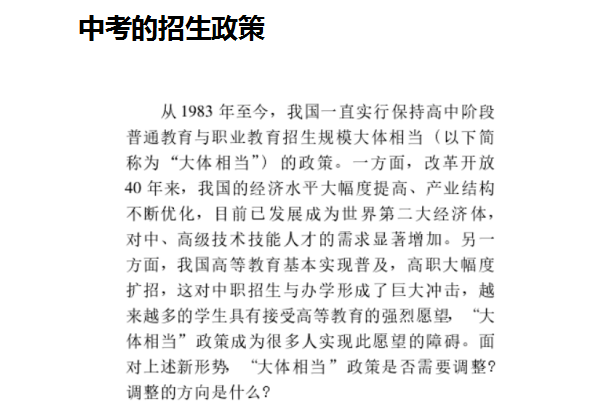 中考的招生政策
从 1983 年至今，我国一直实行保持高中阶段
普通教育与职业教育招生规模大体相当（以下简
称为“大体相当”）的政策。一方面，改革开放
40 年来，我国的经济水平大幅度提高、产业结构
不断优化，目前已发展成为世界第二大经济体，
对中、高级技术技能人才的需求显著增加。另一
方面，我国高等教育基本实现普及，高职大幅度
扩招，这对中职招生与办学形成了巨大冲击，越
来越多的学生具有接受高等教育的强烈愿望，“大
体相当”政策成为很多人实现此愿望的障碍。面
对上述新形势，“大体相当”政策是否需要调整？
调整的方向是什么？